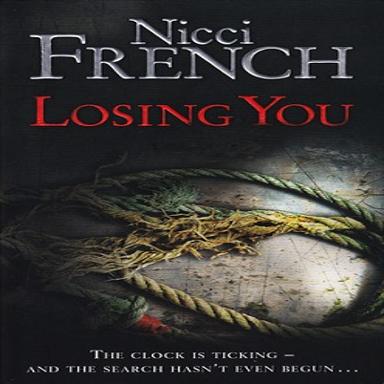 Nicci
FRENCH
LOSING YOU
THE CLOCK IS TICKING –
AND THE SEARCH HASN'T EVEN BEGUN...